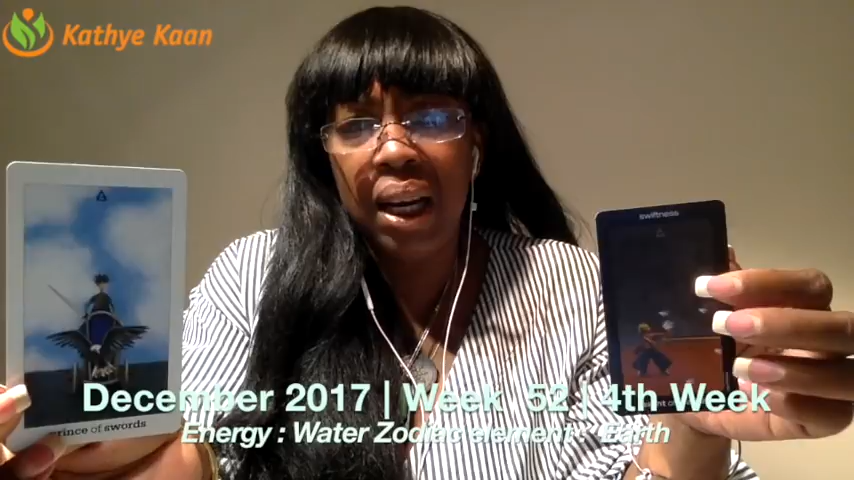 Kathye Kaan
swiftness
Prince of Swords
December 2017 | Week 52 | 4th Week
Energy : Water Zodiac element : Earth